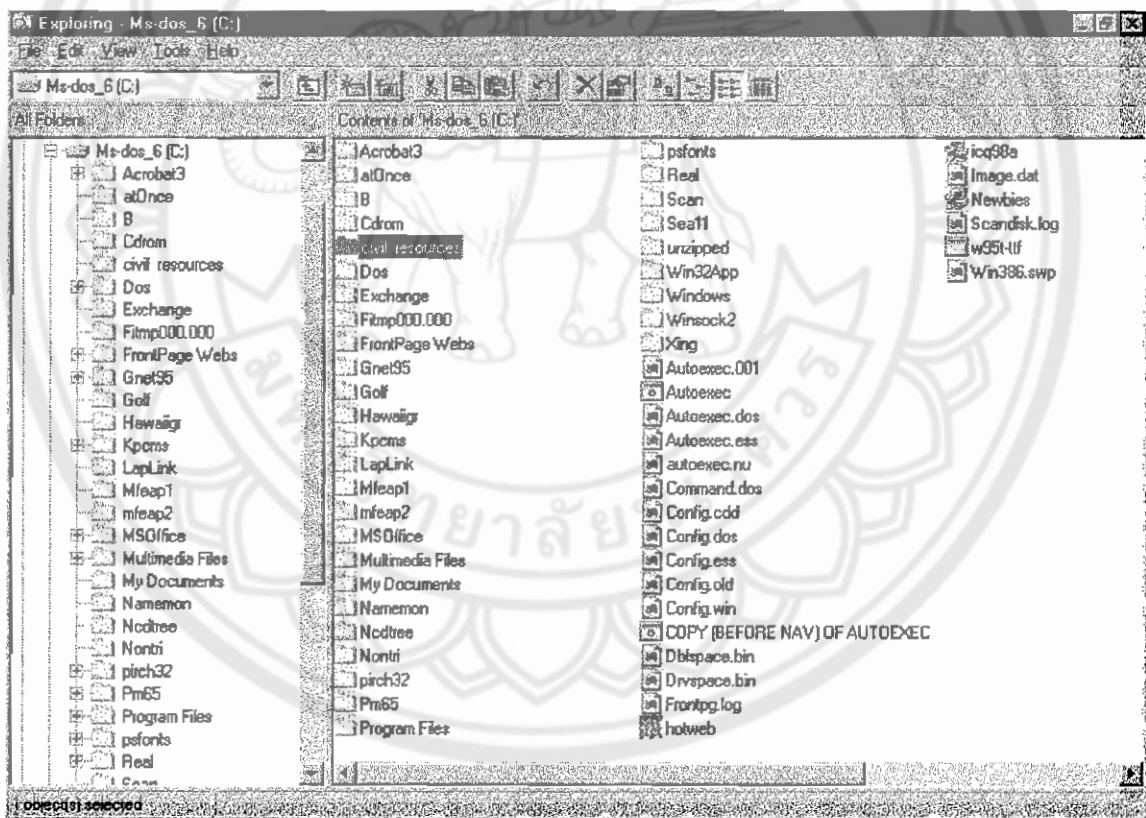 Exploring - Ms-dos_6 (C:)
File Edit View Tools Help
Ms-dos_6 (C:)
All Folders
Contents of 'Ms-dos_6 (C:)'
Ms-dos_6 (C:)
Acrobat3
atOnce
B
Cdrom
civil resources
Dos
Exchange
Fitmp000.000
FrontPage Webs
Gnet95
Golf
Hawaiigr
Kpcms
LapLink
Mfeap1
mfeap2
MSOffice
Multimedia Files
My Documents
Namemon
Ncdtree
Nontri
pirch32
Pm65
Program Files
psfonts
Real
Scan
Acrobat3
atOnce
B
Cdrom
civil resources
Dos
Exchange
Fitmp000.000
FrontPage Webs
Gnet95
Golf
Hawaiigr
Kpcms
LapLink
Mfeap1
mfeap2
MSOffice
Multimedia Files
My Documents
Namemon
Ncdtree
Nontri
pirch32
Pm65
Program Files
psfonts
Real
Scan
Sea11
unzipped
Win32App
Windows
Winsock2
Xing
Autoexec.001
Autoexec
Autoexec.dos
Autoexec.ess
autoexec.nu
Command.dos
Config.cdd
Config.dos
Config.ess
Config.old
Config.win
COPY (BEFORE NAV) OF AUTOEXEC
Dblspace.bin
Drvspace.bin
Frontpg.log
hotweb
icq98a
Image.dat
Newbies
Scandisk.log
w95t-ttf
Win386.swp
1 object(s) selected